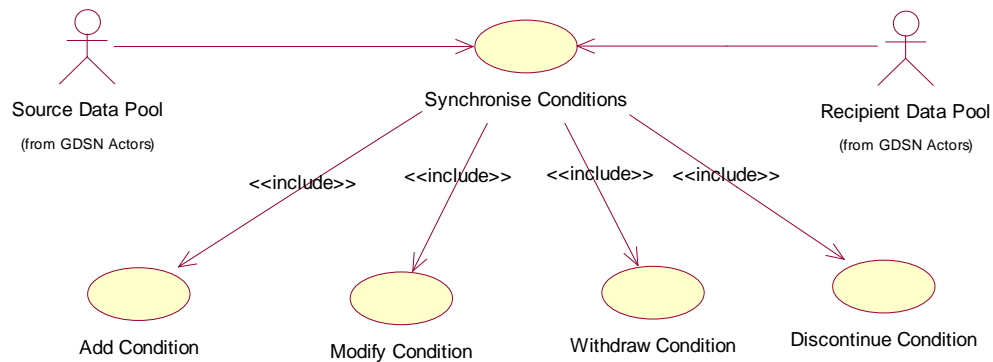 Source Data Pool
(from GDSN Actors)
Synchronise Conditions
Recipient Data Pool
(from GDSN Actors)
<<include>>
<<include>>
<<include>>
<<include>>
Add Condition
Modify Condition
Withdraw Condition
Discontinue Condition